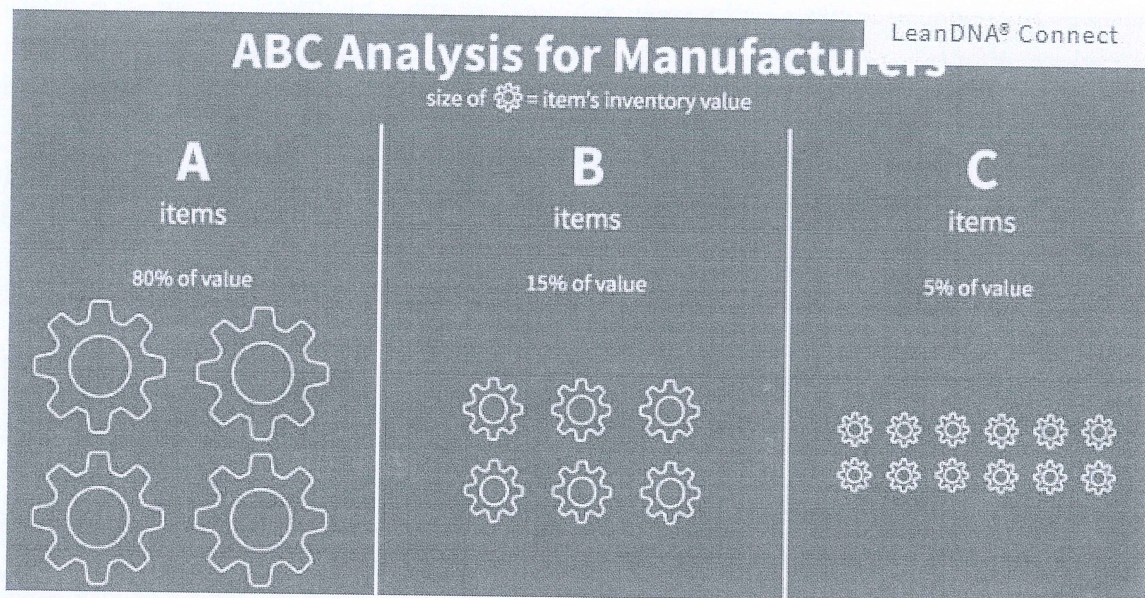 LeanDNA® Connect
ABC Analysis for Manufacturers
size of = item's inventory value
A
items
80% of value
B
items
15% of value
C
items
5% of value